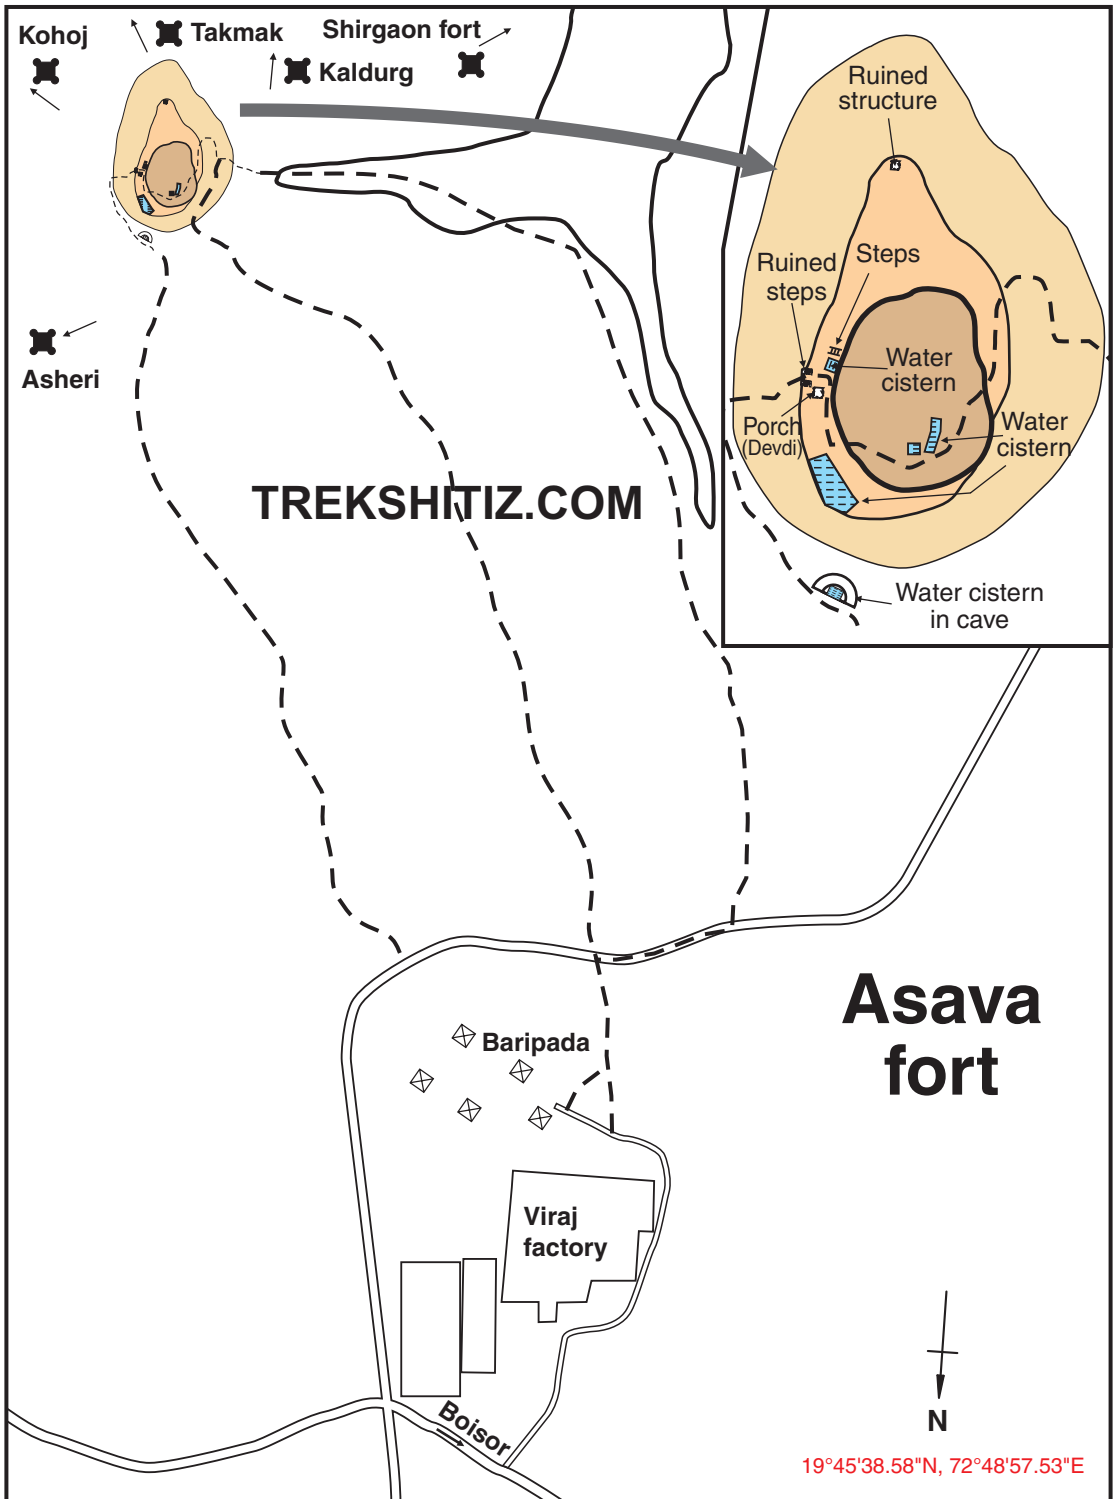 Kohoj
Takmak
Shirgaon fort
Kaldurg
Ruined
structure
Ruined
steps
Steps
Water
cistern
Porch
(Devdi)
Water
cistern
Water cistern
in cave
Asheri
TREKSHITIZ.COM
Asava
fort
Baripada
Viraj
factory
Boisor
N
19°45'38.58"N, 72°48'57.53"E